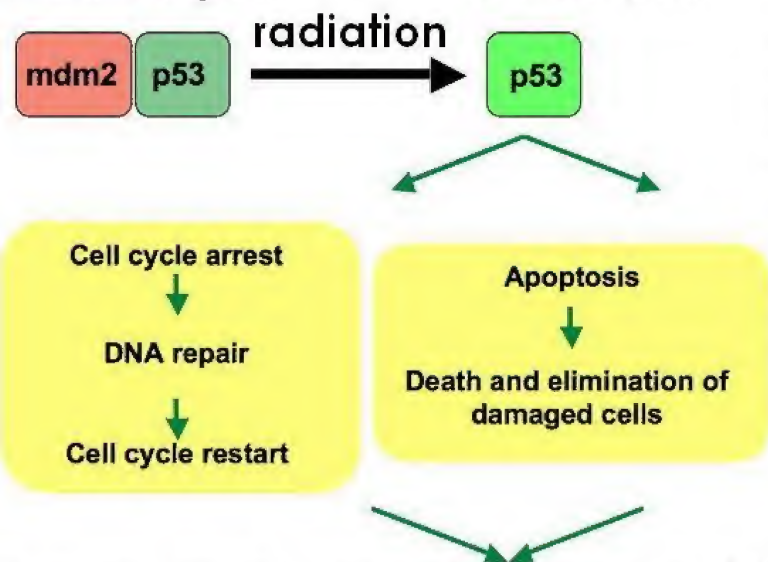 radiation
mdm2 p53
p53
Cell cycle arrest
DNA repair
Cell cycle restart
Apoptosis
Death and elimination of
damaged cells